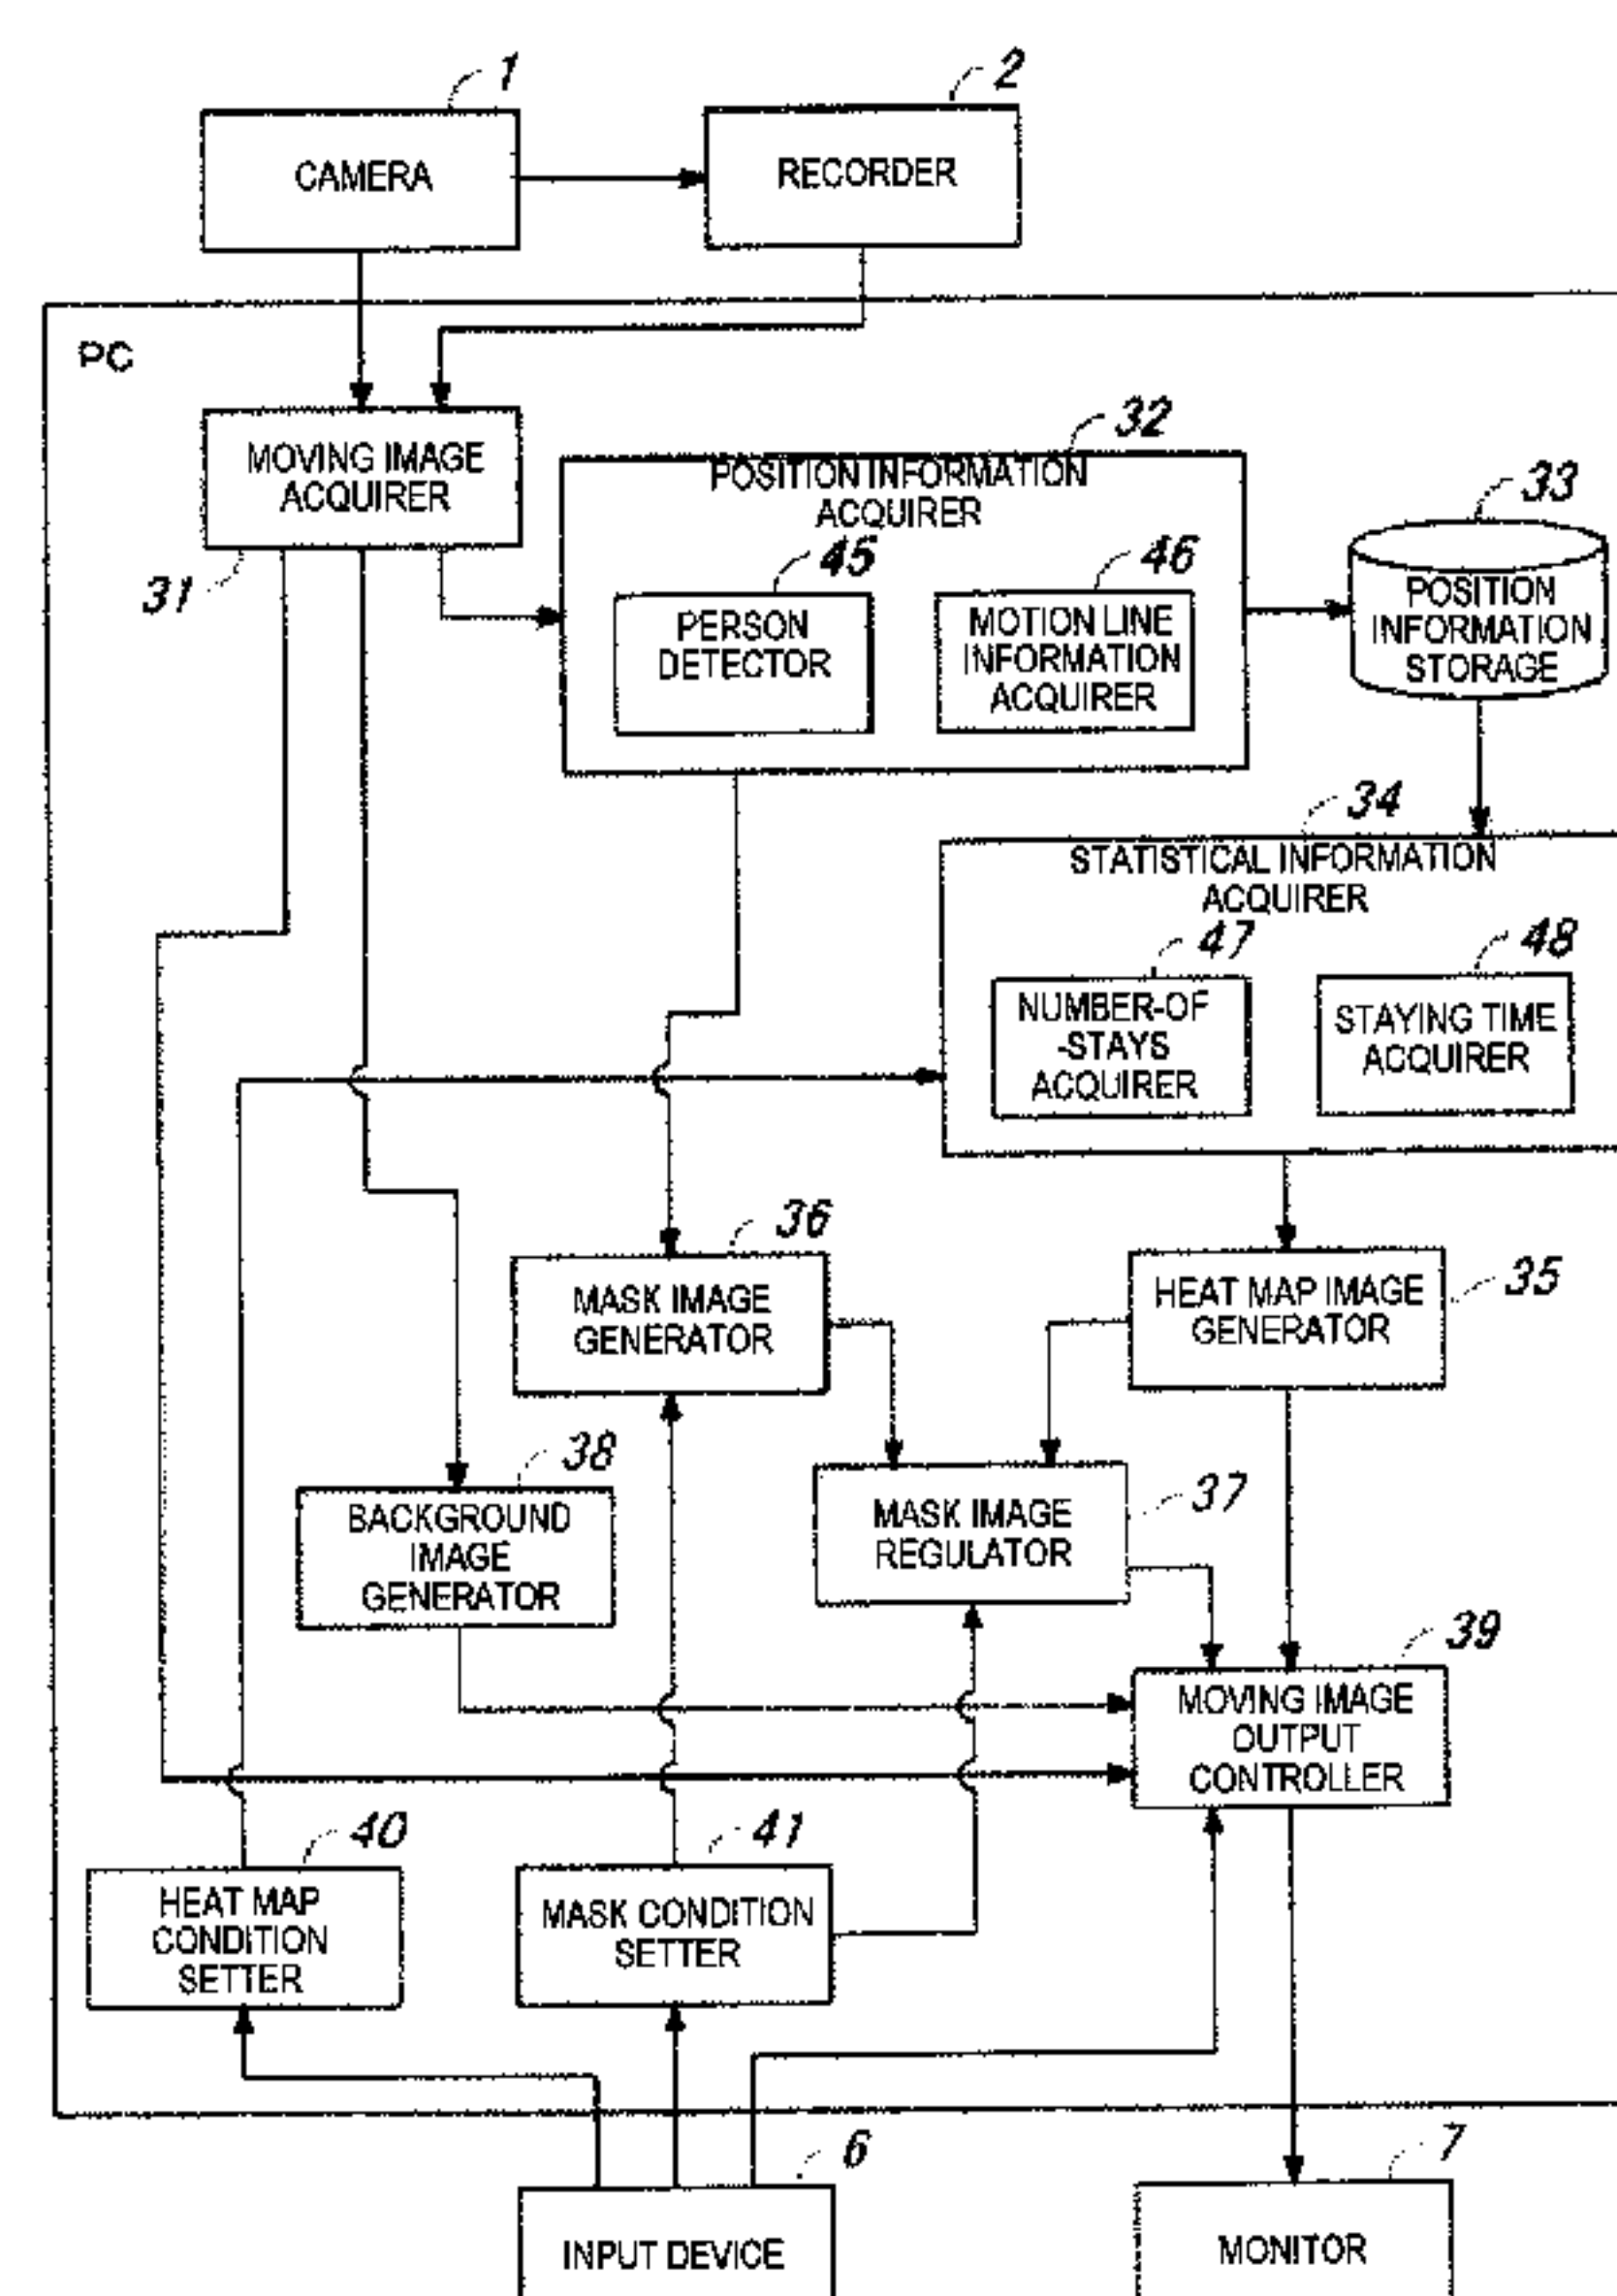 1
2
CAMERA
RECORDER
PC
MOVING IMAGE
ACQUIRER
31
32
POSITION INFORMATION
ACQUIRER
45
PERSON
DETECTOR
46
MOTION LINE
INFORMATION
ACQUIRER
33
POSITION
INFORMATION
STORAGE
34
STATISTICAL INFORMATION
ACQUIRER
47
NUMBER-OF
-STAYS
ACQUIRER
48
STAYING TIME
ACQUIRER
36
MASK IMAGE
GENERATOR
HEAT MAP IMAGE
GENERATOR
35
38
BACKGROUND
IMAGE
GENERATOR
MASK IMAGE
REGULATOR
37
39
MOVING IMAGE
OUTPUT
CONTROLLER
40
HEAT MAP
CONDITION
SETTER
41
MASK CONDITION
SETTER
6
INPUT DEVICE
7
MONITOR